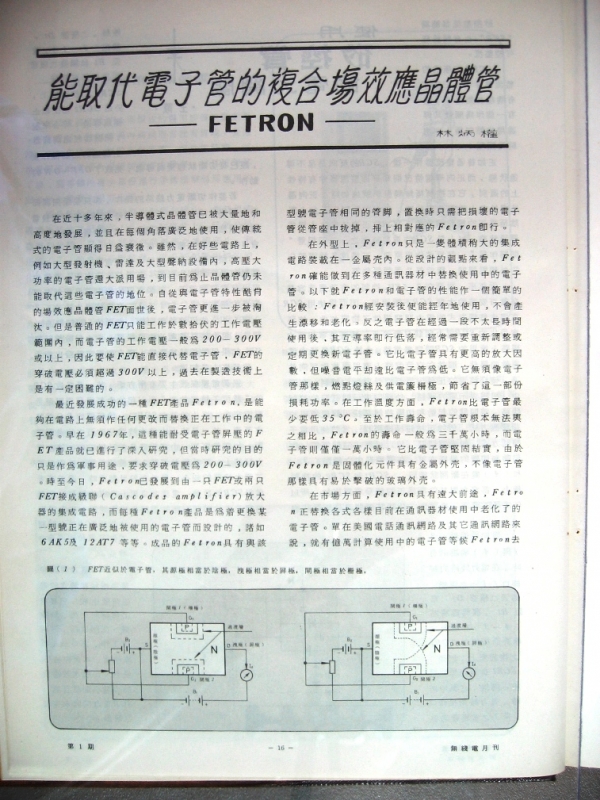 能取代電子管的複合場效應晶體管
FETRON
在近十多年來，半導體式晶體管已被大量地和
高度地發展，並且在每個角落廣泛地使用，使傳統
式的電子管顯得日益衰微。雖然，在好些電路上，
例如大型發射機、雷達及大型聲納設備內，高壓大
功率的電子管還大派用場，到目前為止晶體管仍未
能取代這些電子管的地位。自從與電子管特性酷肖
的場效應晶體管FET面世後，電子管更進一步被淘
汰。但是普通的FET只能工作於數拾伏的工作電壓
範圍內，而電子管的工作電壓一般為200－300V
或以上，因此要使FET能直接代替電子管，FET的
穿破電壓必須超過300V以上，過去在製造技術上
是有一定困難的。
最近發展成功的一種FET產品Fetron，是能
夠在電路上無須作任何更改而替換正在工作中的電
子管。早在1967年，這種能耐受電子管屏壓的F
ET產品就已進行了深入研究，但當時研究的目的
只是作為軍事用途，要求穿破電壓為200－300V
。時至今日，Fetron已發展到由一只FET或兩只
FET接成級聯（Cascodes amplifier）放大
器的集成電路，而每種Fetron產品是為着更換某
一型號正在廣泛地被使用的電子管而設計的，諸如
6AK5及12AT7等等。成品的Fetron具有與該
型號電子管相同的管腳，置換時只需把損壞的電子
管從管座中拔掉，挿上相對應的Fetron即行。
在外型上，Fetron只是一隻體積稍大的集成
電路裝載在一金屬壳內。從設計的觀點來看，Fet
ron確能做到在多種通訊器材中替換使用中的電子
管。以下就Fetron和電子管的性能作一個簡單的
比較：Fetron經安裝後便能經年地使用，不會產
生漂移和老化。反之電子管在經過一段不太長時間
使用後，其互導率即行低落，經常需要重新調整或
定期更換新電子管。它比電子管具有更高的放大因
數，但噪音電平却遠比電子管為低。它無須像電子
管那樣，燃點燈絲及供電簾柵極，節省了這一部份
損耗功率。在工作溫度方面，Fetron比電子管最
少要低35°C。至於工作壽命，電子管根本無法與
之相比，Fetron的壽命一般為三千萬小時，而電
子管則僅僅一萬小時。它比電子管堅固結實，由於
Fetron是固體化元件具有金屬外壳，不像電子管
那樣具有易於擊破的玻璃外壳。
在市場方面，Fetron具有遠大前途，Fetro
n正替換各式各樣目前在通訊器材使用中老化了的
電子管。單在美國電話通訊網路及其它通訊網路來
說，就有億萬計算使用中的電子管等候Fetron去
圖（1） FET近似於電子管，其源極相當於陰極，洩極相當於屏極，閘極相當於柵極。
P
N
P
P
N
P
第1期
－16－
無綫電月刊